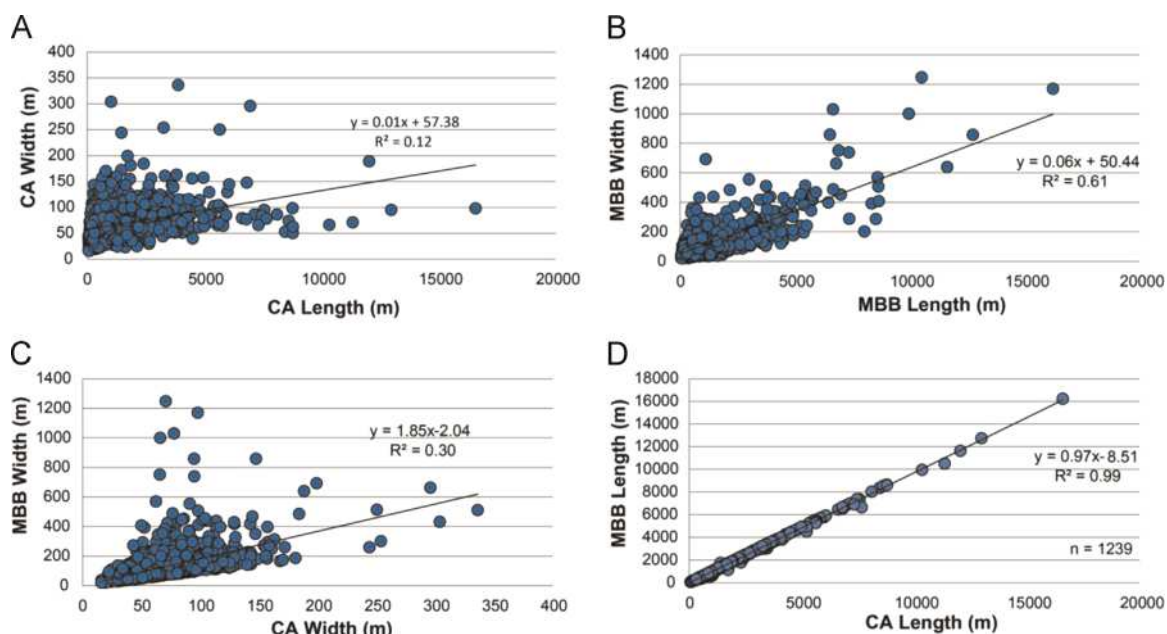 A
400
350
300
250
200
150
100
50
0
CA Width (m)
y = 0.01x + 57.38
R² = 0.12
0 5000 10000 15000 20000
CA Length (m)
B
1400
1200
1000
800
600
400
200
0
MBB Width (m)
y = 0.06x + 50.44
R² = 0.61
0 5000 10000 15000 20000
MBB Length (m)
C
1400
1200
1000
800
600
400
200
0
MBB Width (m)
y = 1.85x-2.04
R² = 0.30
0 50 100 150 200 250 300 350 400
CA Width (m)
D
18000
16000
14000
12000
10000
8000
6000
4000
2000
0
MBB Length (m)
y = 0.97x- 8.51
R² = 0.99
n = 1239
0 5000 10000 15000 20000
CA Length (m)